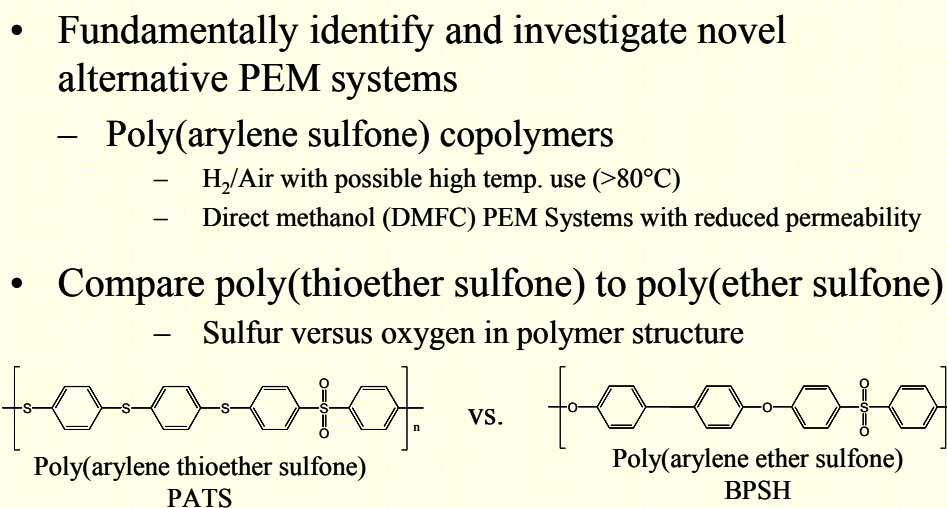 • Fundamentally identify and investigate novel
alternative PEM systems
– Poly(arylene sulfone) copolymers
– H₂/Air with possible high temp. use (>80°C)
– Direct methanol (DMFC) PEM Systems with reduced permeability
• Compare poly(thioether sulfone) to poly(ether sulfone)
– Sulfur versus oxygen in polymer structure
S S S O S O n
vs.
O O O S O
Poly(arylene thioether sulfone)
PATS
Poly(arylene ether sulfone)
BPSH